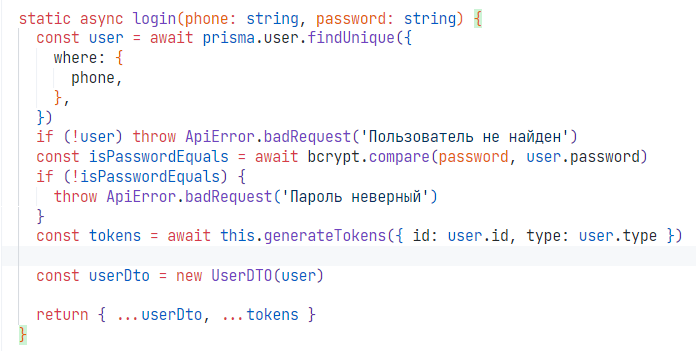 static async login(phone: string, password: string) {
const user = await prisma.user.findUnique({
where: {
phone,
},
})
if (!user) throw ApiError.badRequest('Пользователь не найден')
const isPasswordEquals = await bcrypt.compare(password, user.password)
if (!isPasswordEquals) {
throw ApiError.badRequest('Пароль неверный')
}
const tokens = await this.generateTokens({ id: user.id, type: user.type })
const userDto = new UserDTO(user)
return { ...userDto, ...tokens }
}